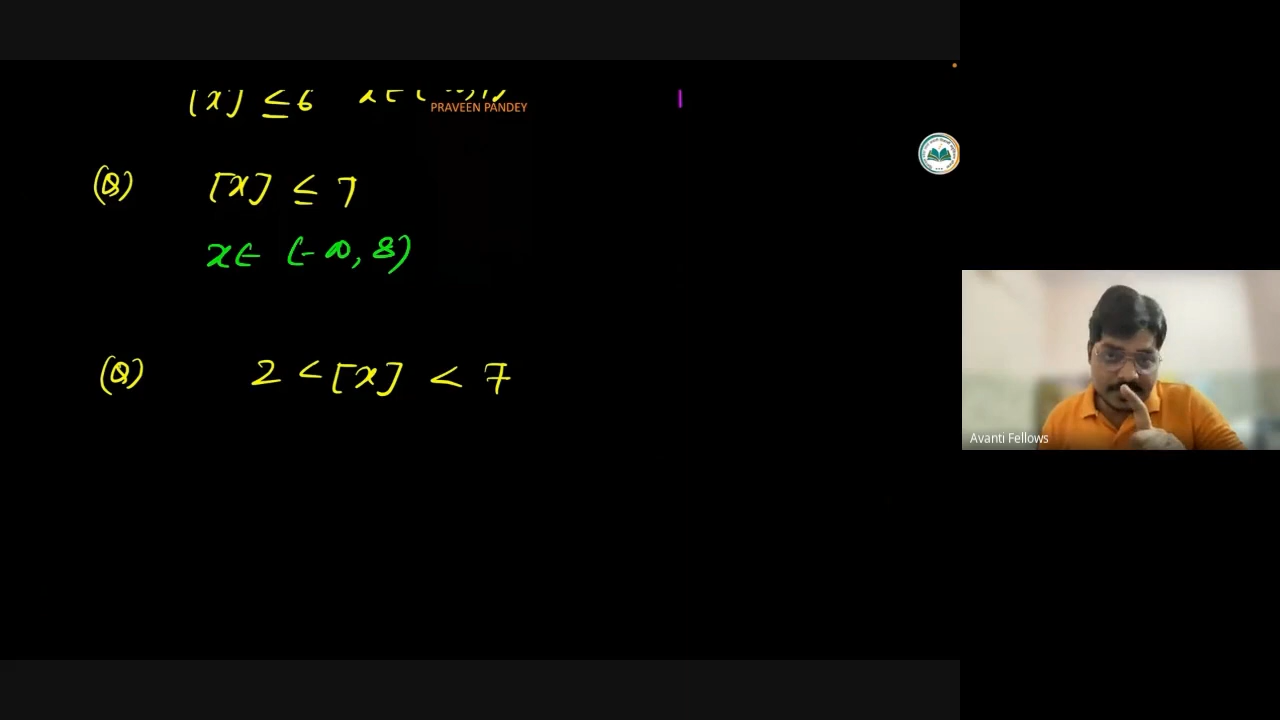 [x] ≤ 6
PRAVEEN PANDEY
(Q) [x] ≤ 7
x ∈ (-∞, 8)
(Q) 2 < [x] < 7
Avanti Fellows